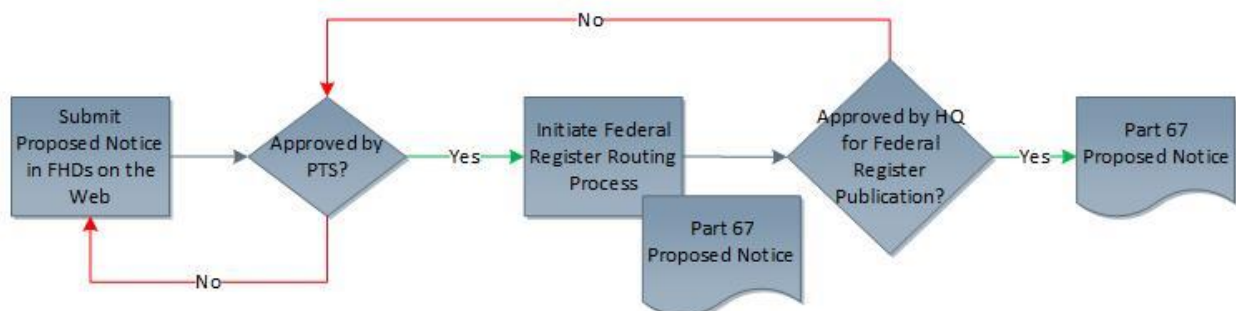 No
Submit
Proposed Notice
in FHDs on the
Web
Approved by
PTS?
Yes
Initiate Federal
Register Routing
Process
Part 67
Proposed Notice
Approved by HQ
for Federal
Register
Publication?
Yes
Part 67
Proposed Notice
No